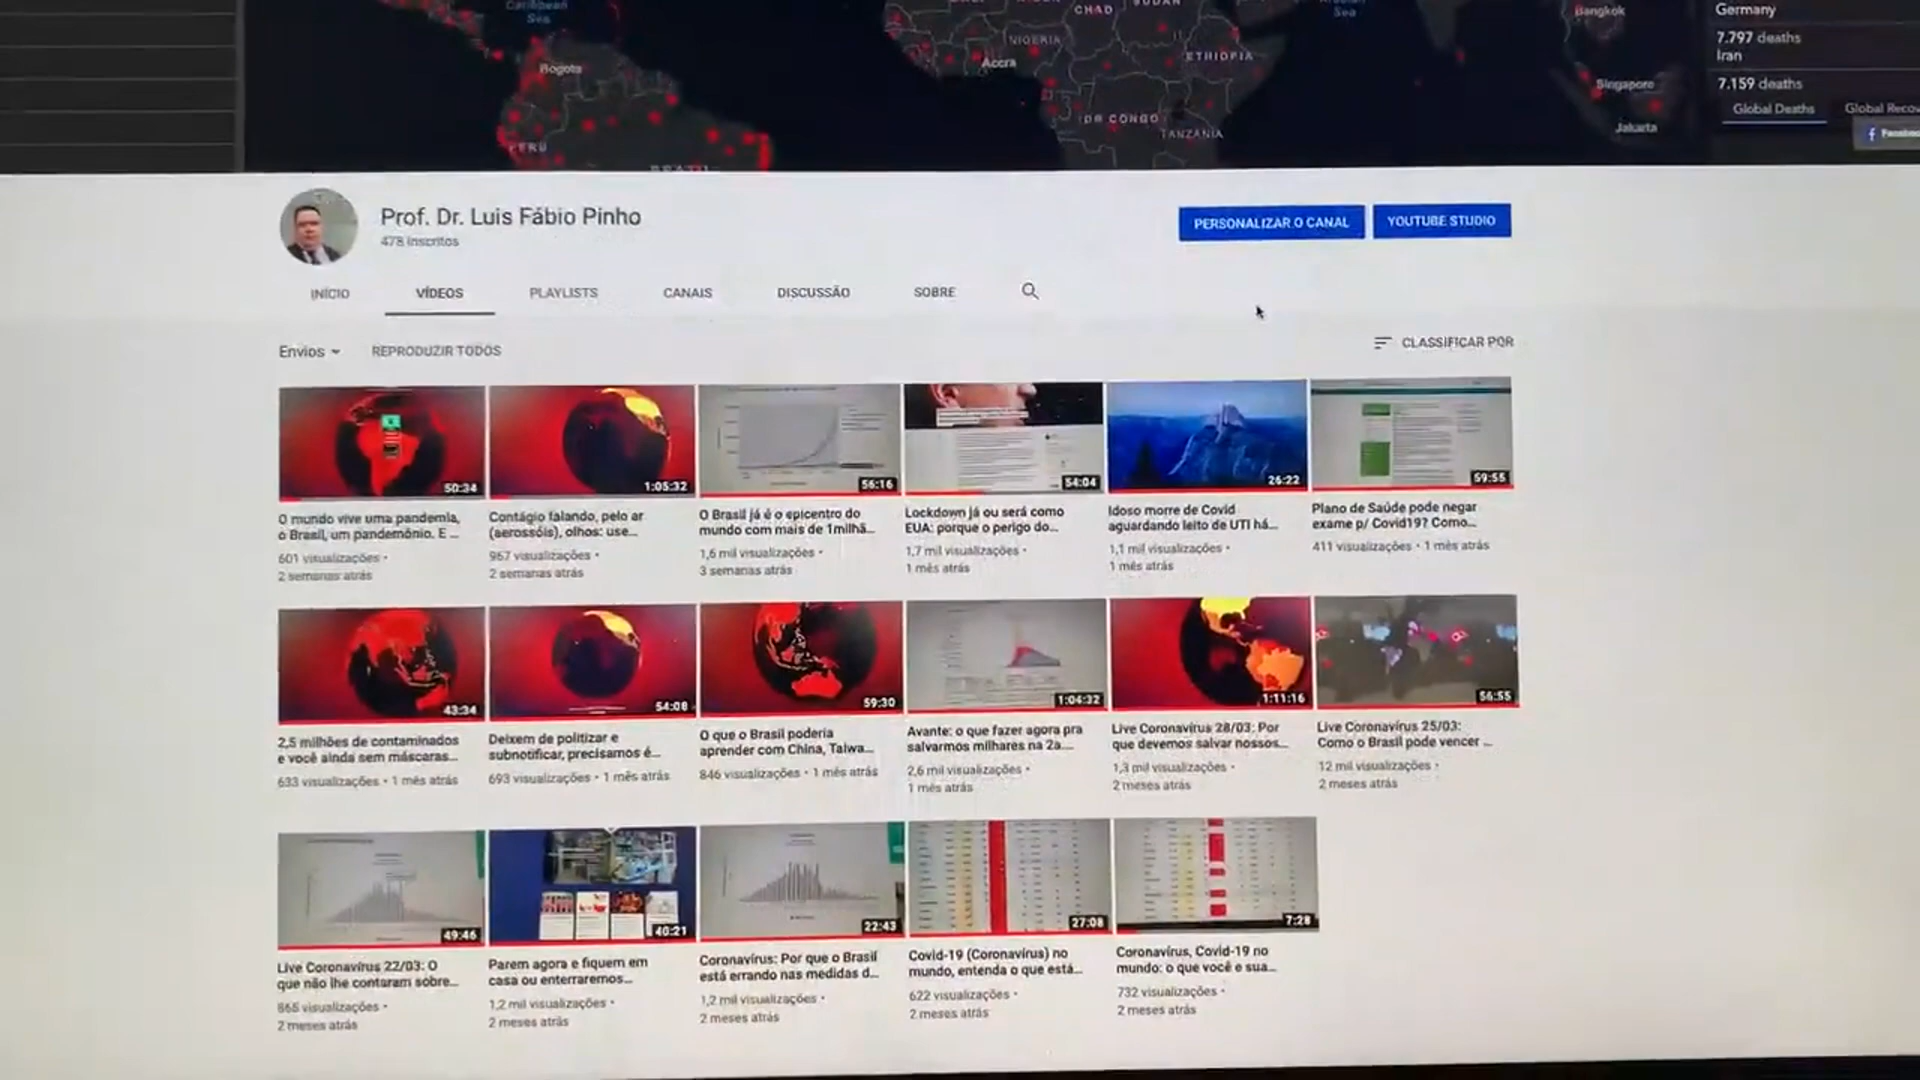 Caribbean
Sea
CHAD
SUDAN
Sea
Bangkok
Germany
NIGERIA
7.797 deaths
Iran
Bogota
Accra
ETHIOPIA
Singapore
7.159 deaths
Global Deaths
Global Recov
DR CONGO
TANZANIA
Jakarta
PERU
BRAZIL
Prof. Dr. Luis Fábio Pinho
478 inscritos
PERSONALIZAR O CANAL
YOUTUBE STUDIO
INÍCIO
VÍDEOS
PLAYLISTS
CANAIS
DISCUSSÃO
SOBRE
Envios
REPRODUZIR TODOS
CLASSIFICAR POR
50:34
1:05:32
56:16
54:04
26:22
59:55
O mundo vive uma pandemia,
o Brasil, um pandemônio. E ...
601 visualizações •
2 semanas atrás
Contágio falando, pelo ar
(aerossóis), olhos: use...
967 visualizações •
2 semanas atrás
O Brasil já é o epicentro do
mundo com mais de 1milhã...
1,6 mil visualizações •
3 semanas atrás
Lockdown já ou será como
EUA: porque o perigo do...
1,7 mil visualizações •
1 mês atrás
Idoso morre de Covid
aguardando leito de UTI há...
1,1 mil visualizações •
1 mês atrás
Plano de Saúde pode negar
exame p/ Covid19? Como...
411 visualizações • 1 mês atrás
43:34
54:08
59:30
1:04:32
1:11:16
56:55
2,5 milhões de contaminados
e você ainda sem máscaras...
633 visualizações • 1 mês atrás
Deixem de politizar e
subnotificar, precisamos é...
693 visualizações • 1 mês atrás
O que o Brasil poderia
aprender com China, Taiwa...
846 visualizações • 1 mês atrás
Avante: o que fazer agora pra
salvarmos milhares na 2a....
2,6 mil visualizações •
1 mês atrás
Live Coronavírus 28/03: Por
que devemos salvar nossos...
1,3 mil visualizações •
2 meses atrás
Live Coronavírus 25/03:
Como o Brasil pode vencer ...
12 mil visualizações •
2 meses atrás
49:46
40:21
22:43
27:08
7:28
Live Coronavírus 22/03: O
que não lhe contaram sobre...
865 visualizações •
2 meses atrás
Parem agora e fiquem em
casa ou enterraremos...
1,2 mil visualizações •
2 meses atrás
Coronavírus: Por que o Brasil
está errando nas medidas d...
1,2 mil visualizações •
2 meses atrás
Covid-19 (Coronavírus) no
mundo, entenda o que está...
622 visualizações •
2 meses atrás
Coronavírus, Covid-19 no
mundo: o que você e sua...
732 visualizações •
2 meses atrás